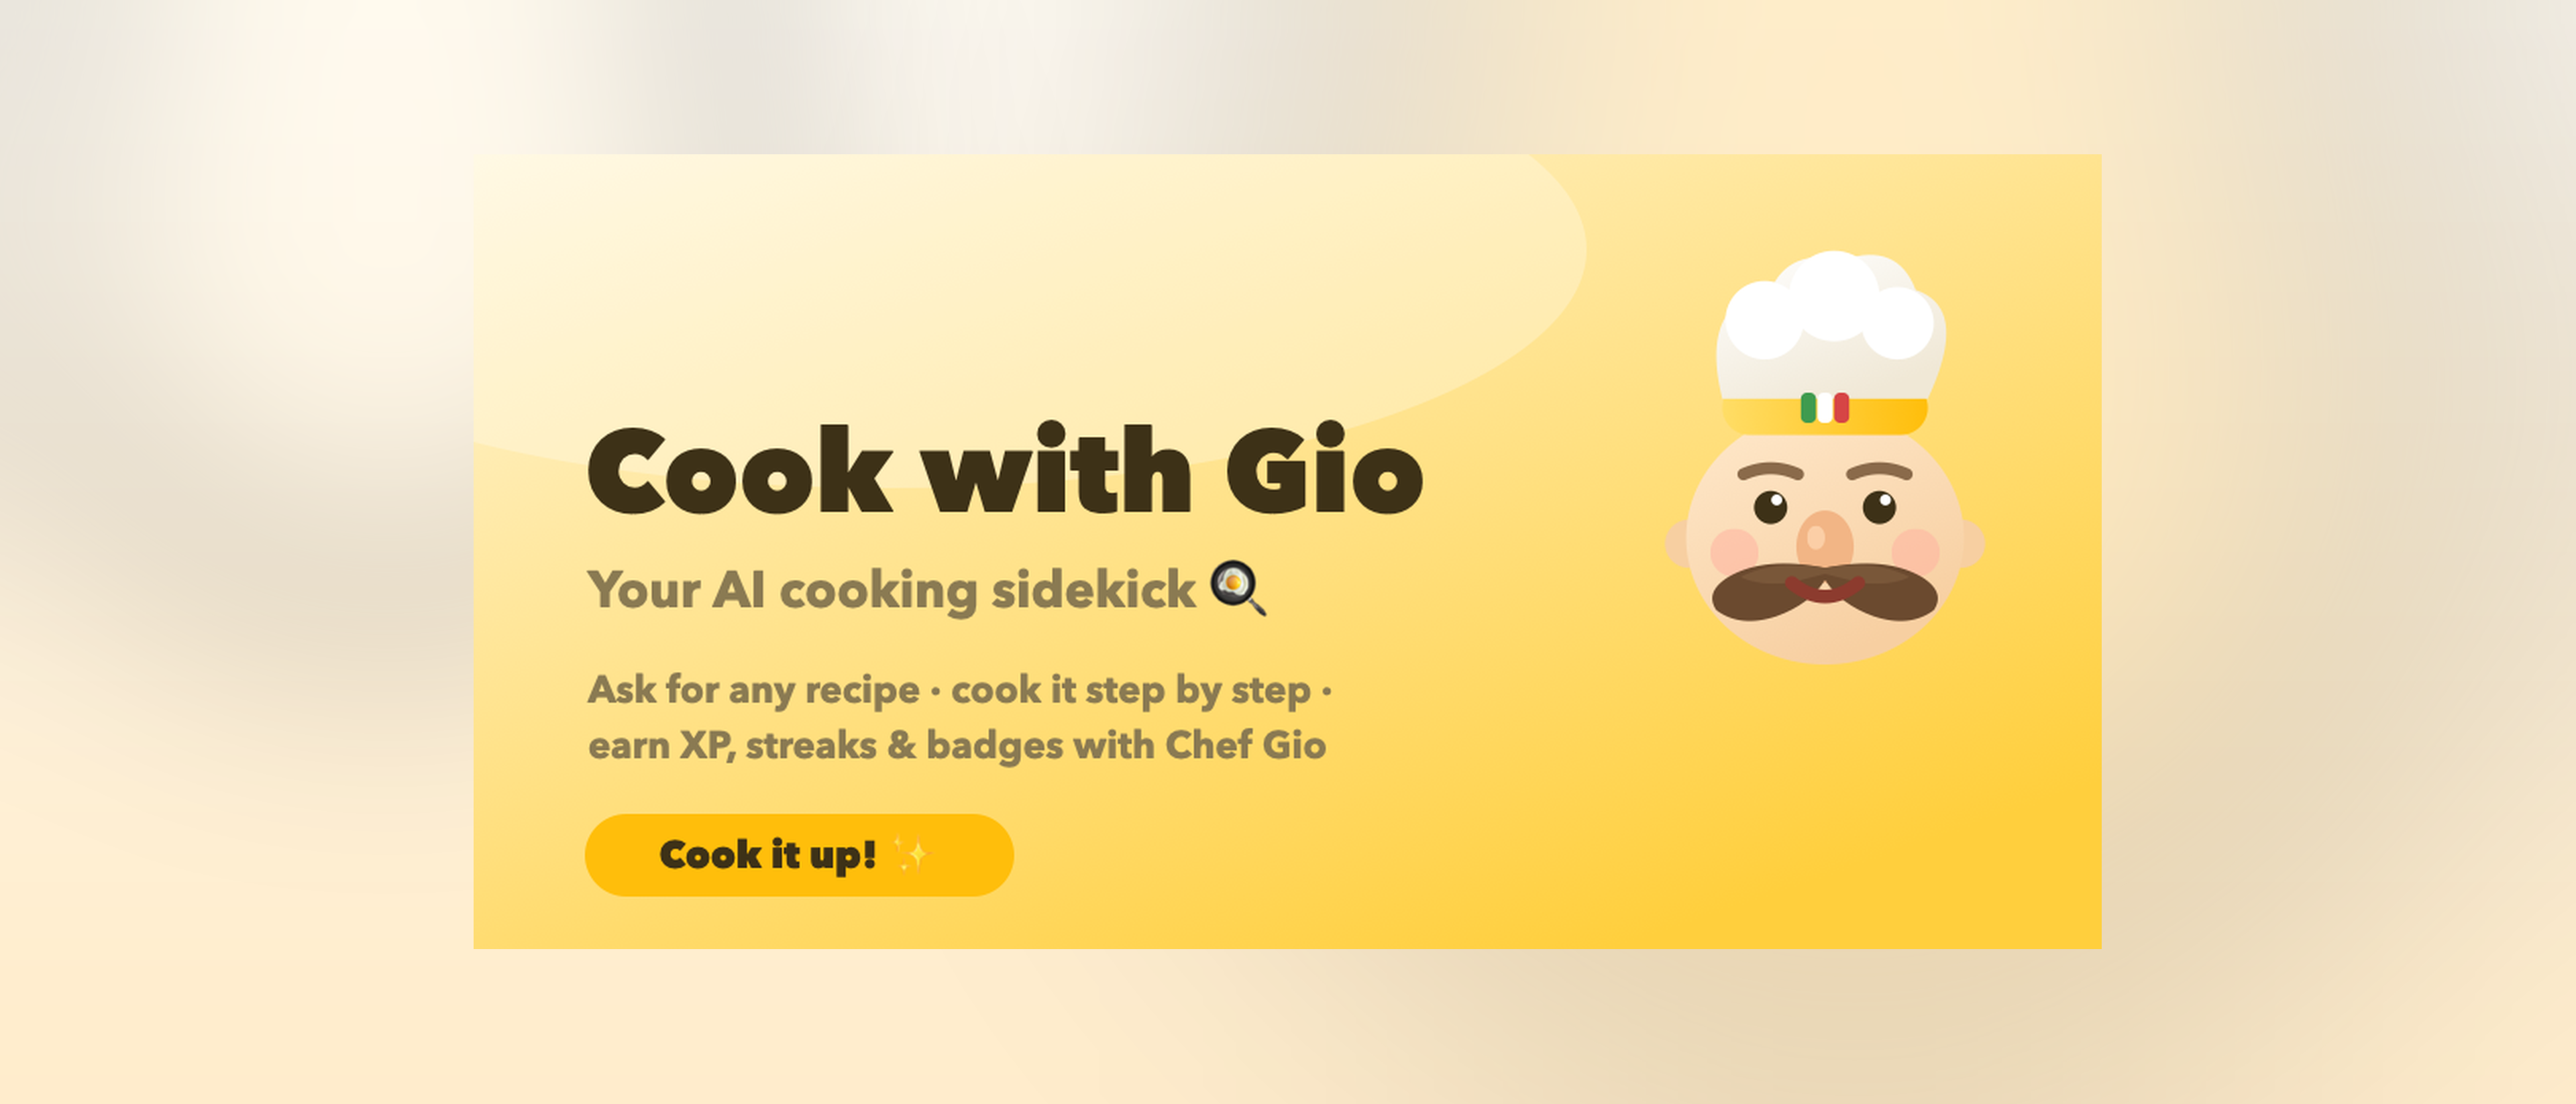 Cook with Gio
Your AI cooking sidekick 🍳
Ask for any recipe · cook it step by step ·
earn XP, streaks & badges with Chef Gio
Cook it up! ✨